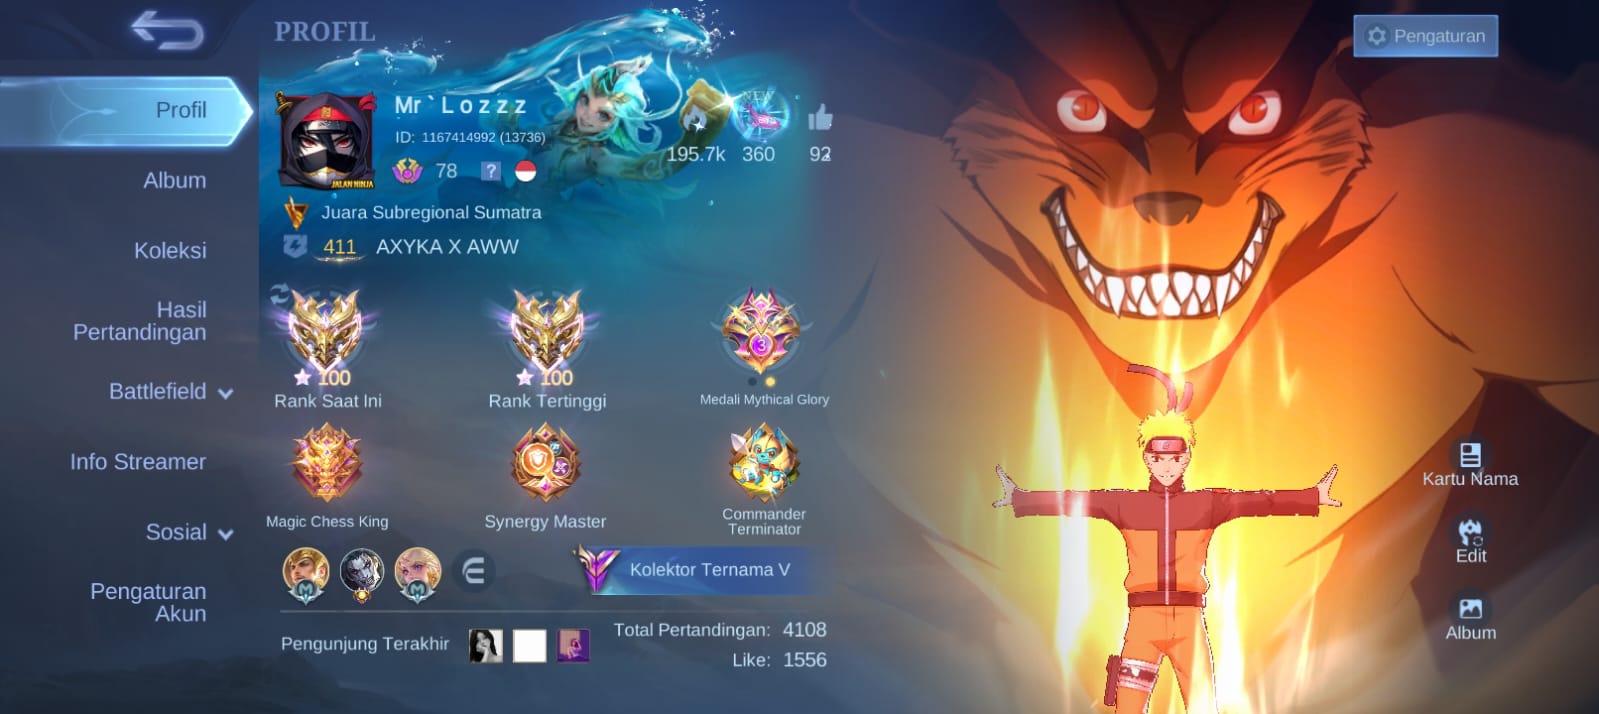 PROFIL
Pengaturan
Profil
Album
Koleksi
Hasil
Pertandingan
Battlefield
Info Streamer
Sosial
Pengaturan
Akun
JALAN NINJA
Mr`Lozzz
ID: 1167414992 (13736)
78
?
NEW
195.7k
360
92
Juara Subregional Sumatra
411 AXYKA X AWW
100
Rank Saat Ini
100
Rank Tertinggi
3
Medali Mythical Glory
Magic Chess King
Synergy Master
Commander
Terminator
M
M
Kolektor Ternama V
Pengunjung Terakhir
Total Pertandingan: 4108
Like: 1556
Kartu Nama
Edit
Album